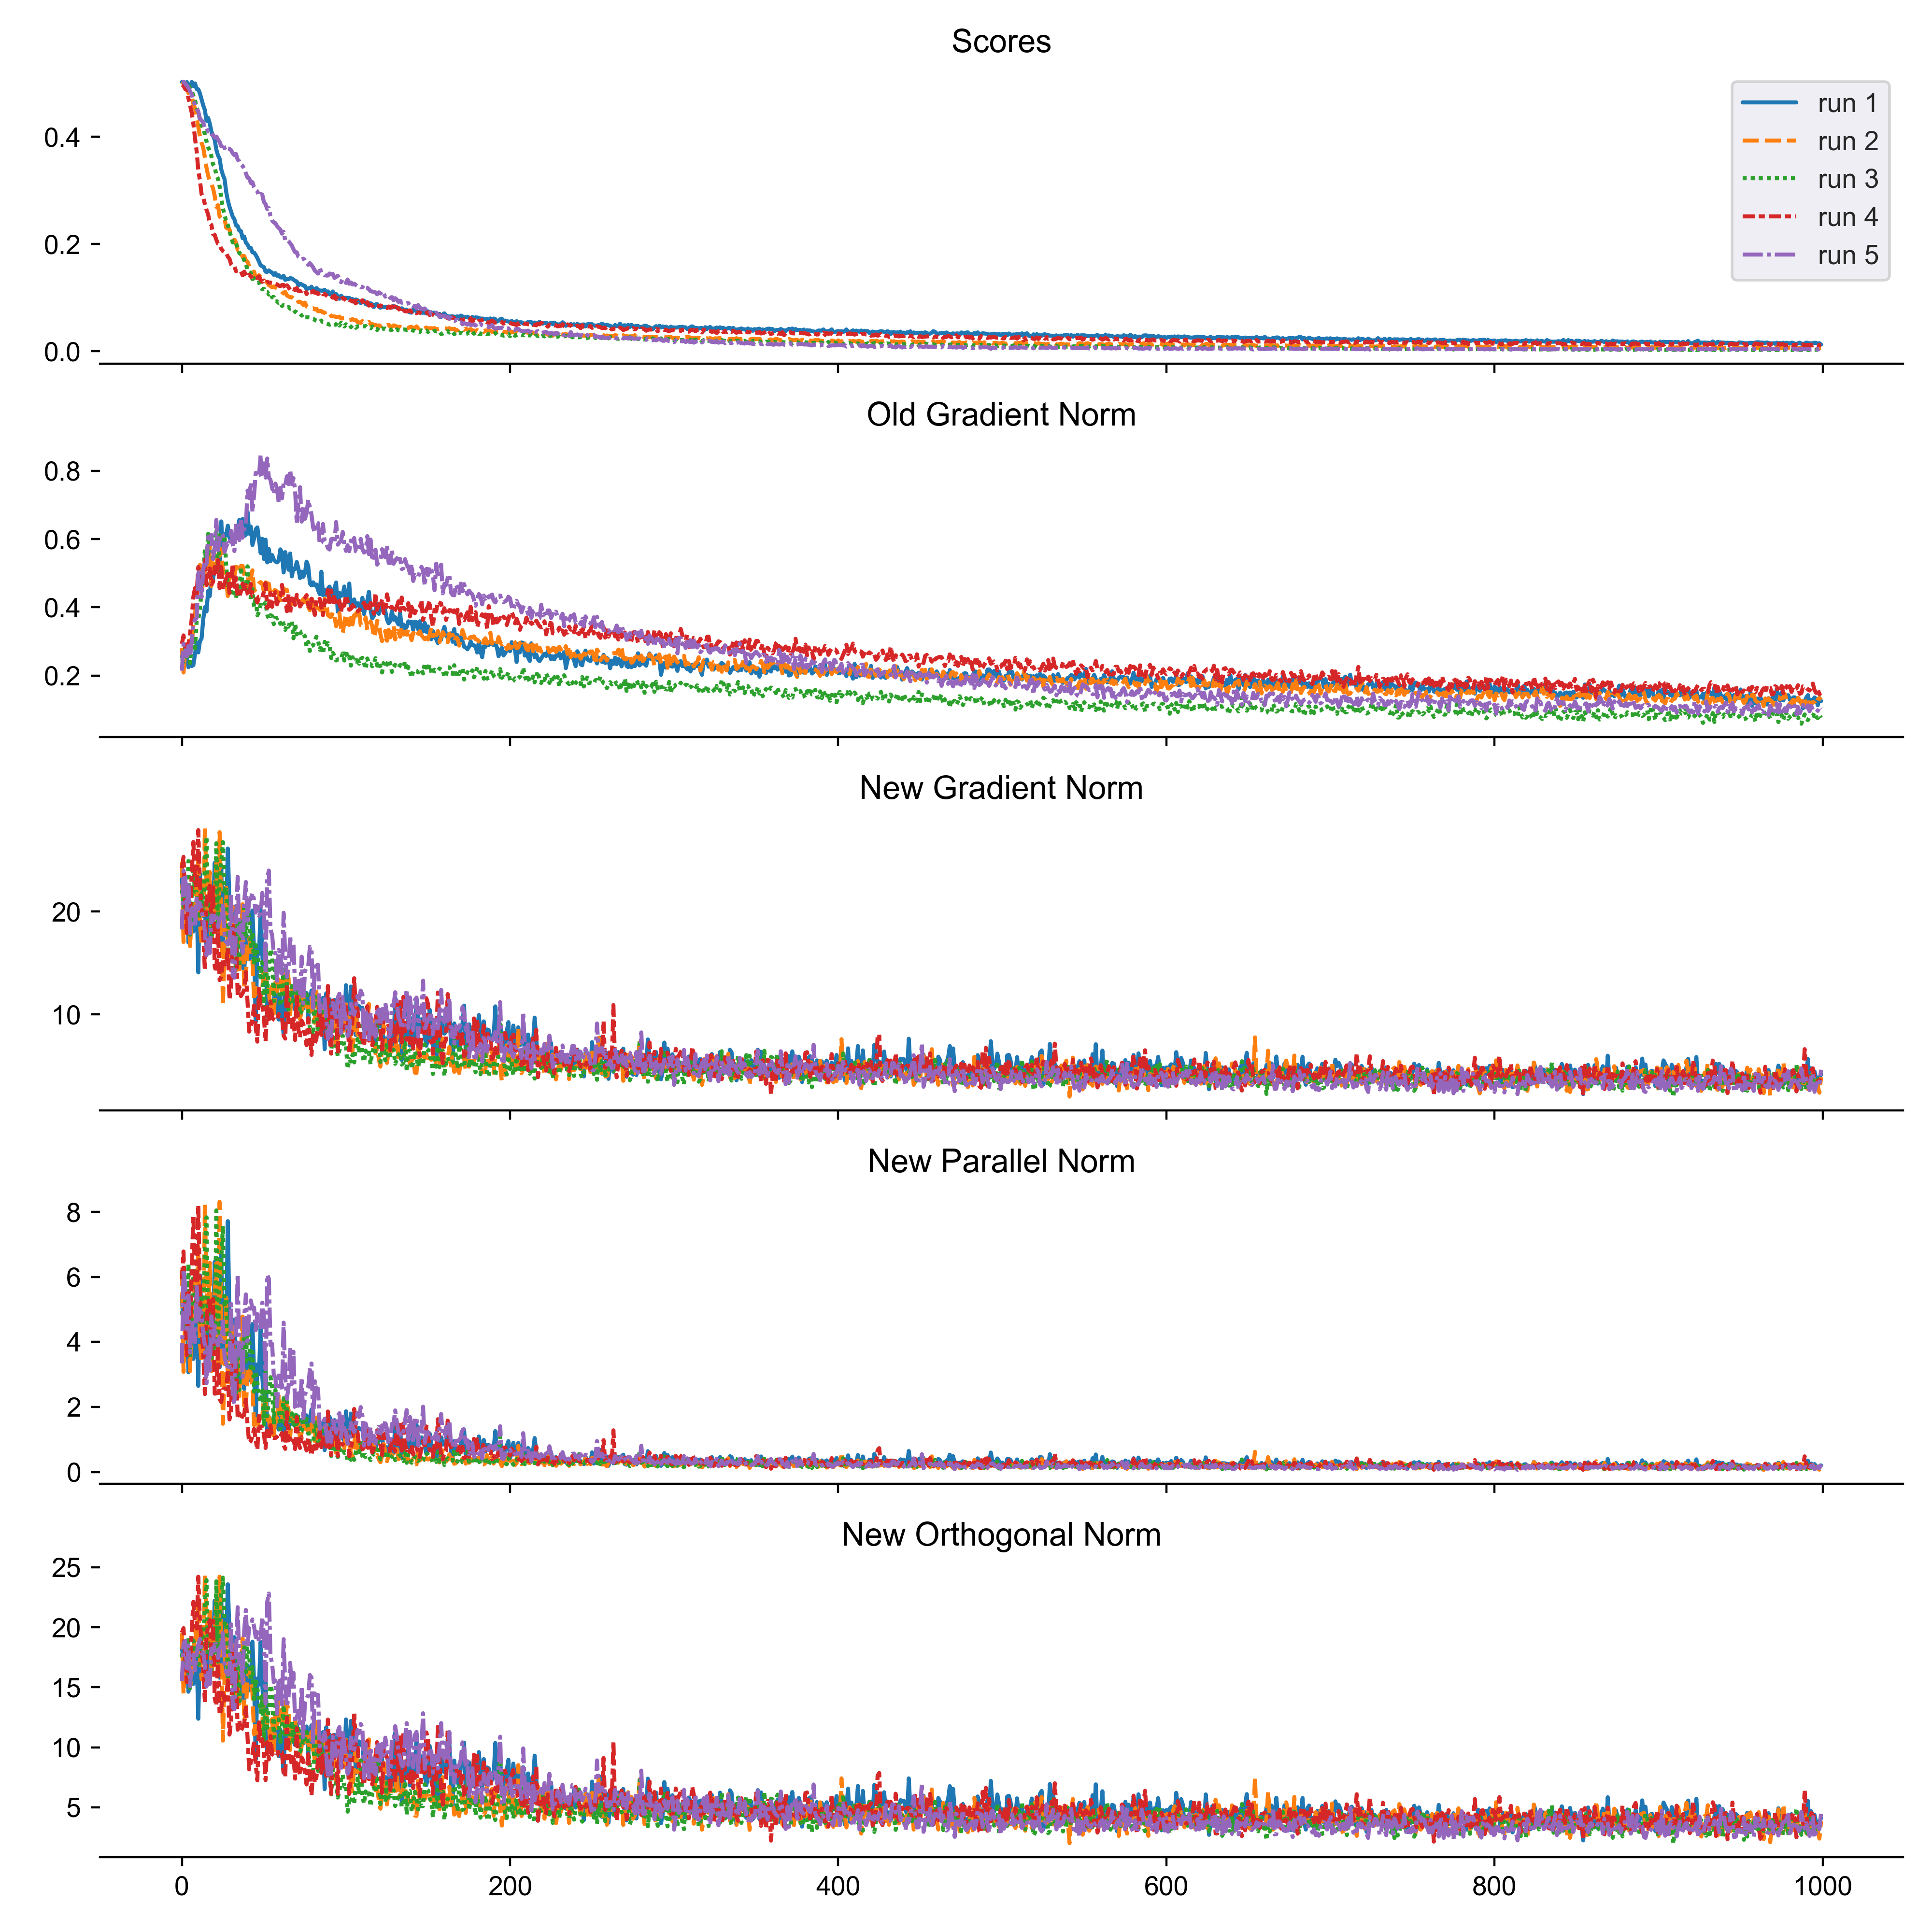 Scores
0.4
0.2
0.0
run 1
run 2
run 3
run 4
run 5
Old Gradient Norm
0.8
0.6
0.4
0.2
New Gradient Norm
20
10
New Parallel Norm
8
6
4
2
0
New Orthogonal Norm
25
20
15
10
5
0 200 400 600 800 1000